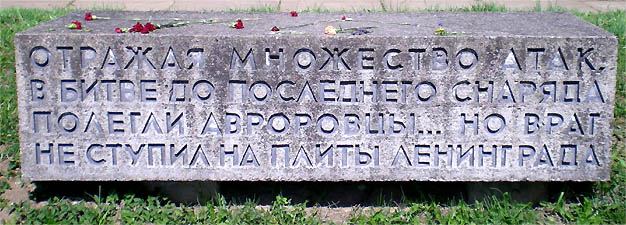 ОТРАЖАЯ МНОЖЕСТВО АТАК,
В БИТВЕ ДО ПОСЛЕДНЕГО СНАРЯДА
ПОЛЕГЛИ АВРОРОВЦЫ... НО ВРАГ
НЕ СТУПИЛ НА ПЛИТЫ ЛЕНИНГРАДА